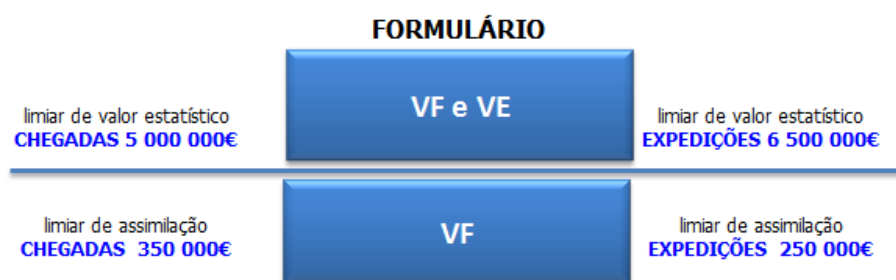 FORMULÁRIO
VF e VE
limiar de valor estatístico
CHEGADAS 5 000 000€
limiar de valor estatístico
EXPEDIÇÕES 6 500 000€
VF
limiar de assimilação
CHEGADAS 350 000€
limiar de assimilação
EXPEDIÇÕES 250 000€